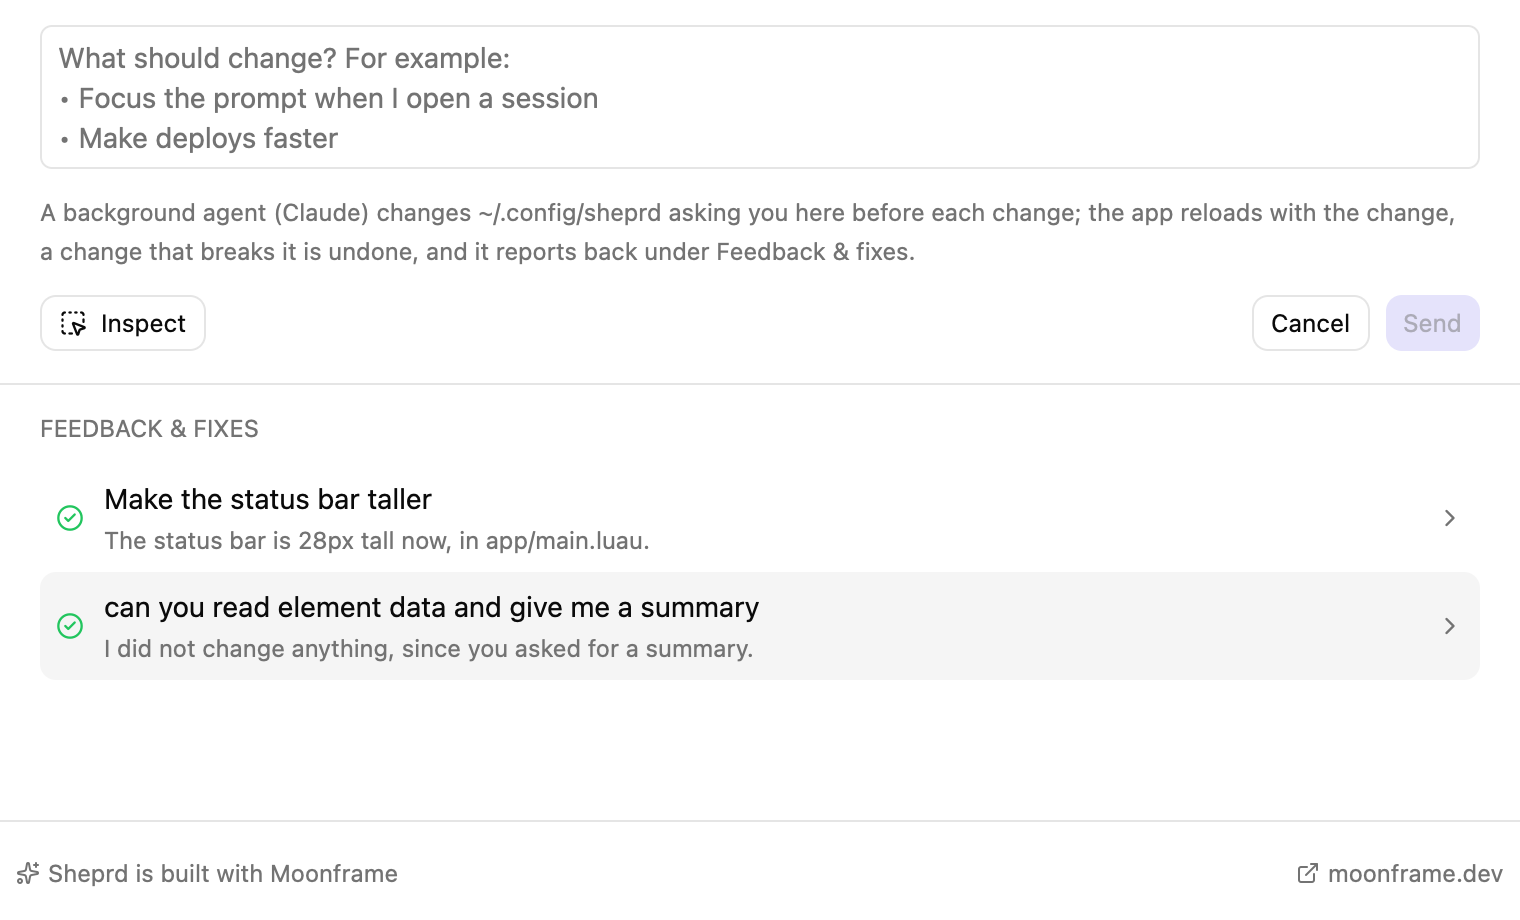 What should change? For example:
• Focus the prompt when I open a session
• Make deploys faster
A background agent (Claude) changes ~/.config/sheprd asking you here before each change; the app reloads with the change,
a change that breaks it is undone, and it reports back under Feedback & fixes.
Inspect
Cancel
Send
FEEDBACK & FIXES
Make the status bar taller
The status bar is 28px tall now, in app/main.luau.
can you read element data and give me a summary
I did not change anything, since you asked for a summary.
Sheprd is built with Moonframe
moonframe.dev